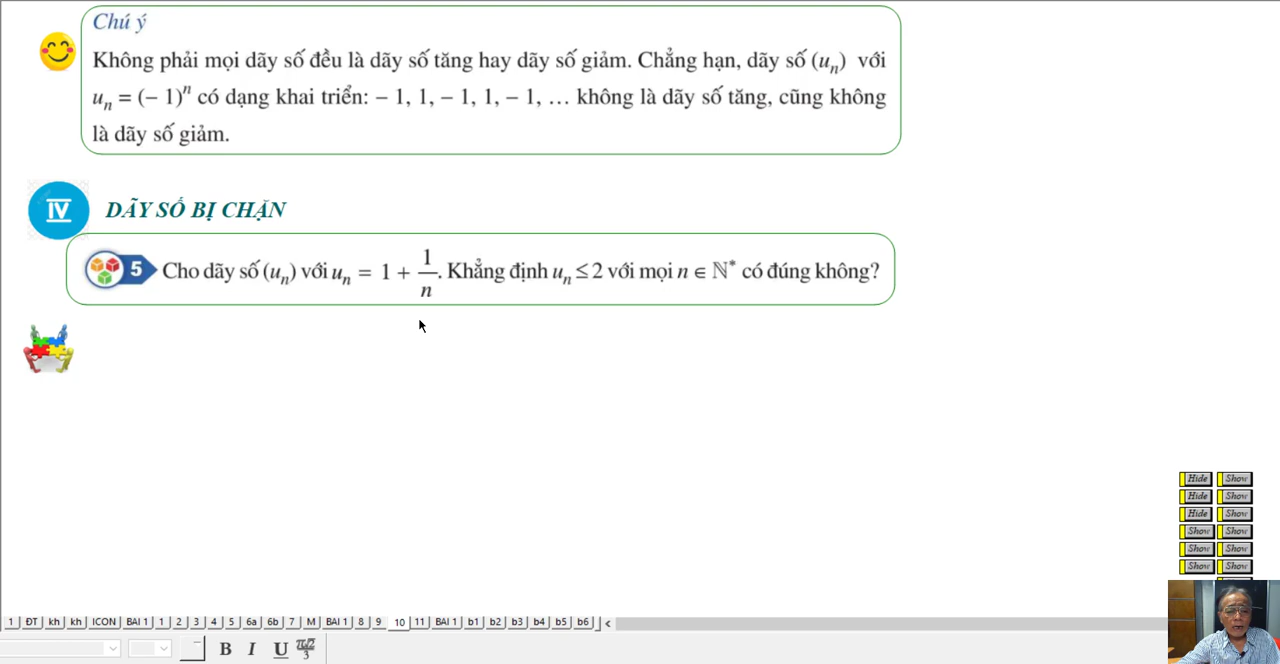 Chú ý
Không phải mọi dãy số đều là dãy số tăng hay dãy số giảm. Chẳng hạn, dãy số (uₙ) với
uₙ = (– 1)ⁿ có dạng khai triển: – 1, 1, – 1, 1, – 1, … không là dãy số tăng, cũng không
là dãy số giảm.
IV DÃY SỐ BỊ CHẶN
5 Cho dãy số (uₙ) với uₙ = 1 + 1/n. Khẳng định uₙ ≤ 2 với mọi n ∈ ℕ* có đúng không?
Hide Show
Hide Show
Hide Show
Show Show
Show Show
Show Show
1 ĐT kh kh ICON BAI 1 1 2 3 4 5 6a 6b 7 M BAI 1 8 9 10 11 BAI 1 b1 b2 b3 b4 b5 b6 <
B I U